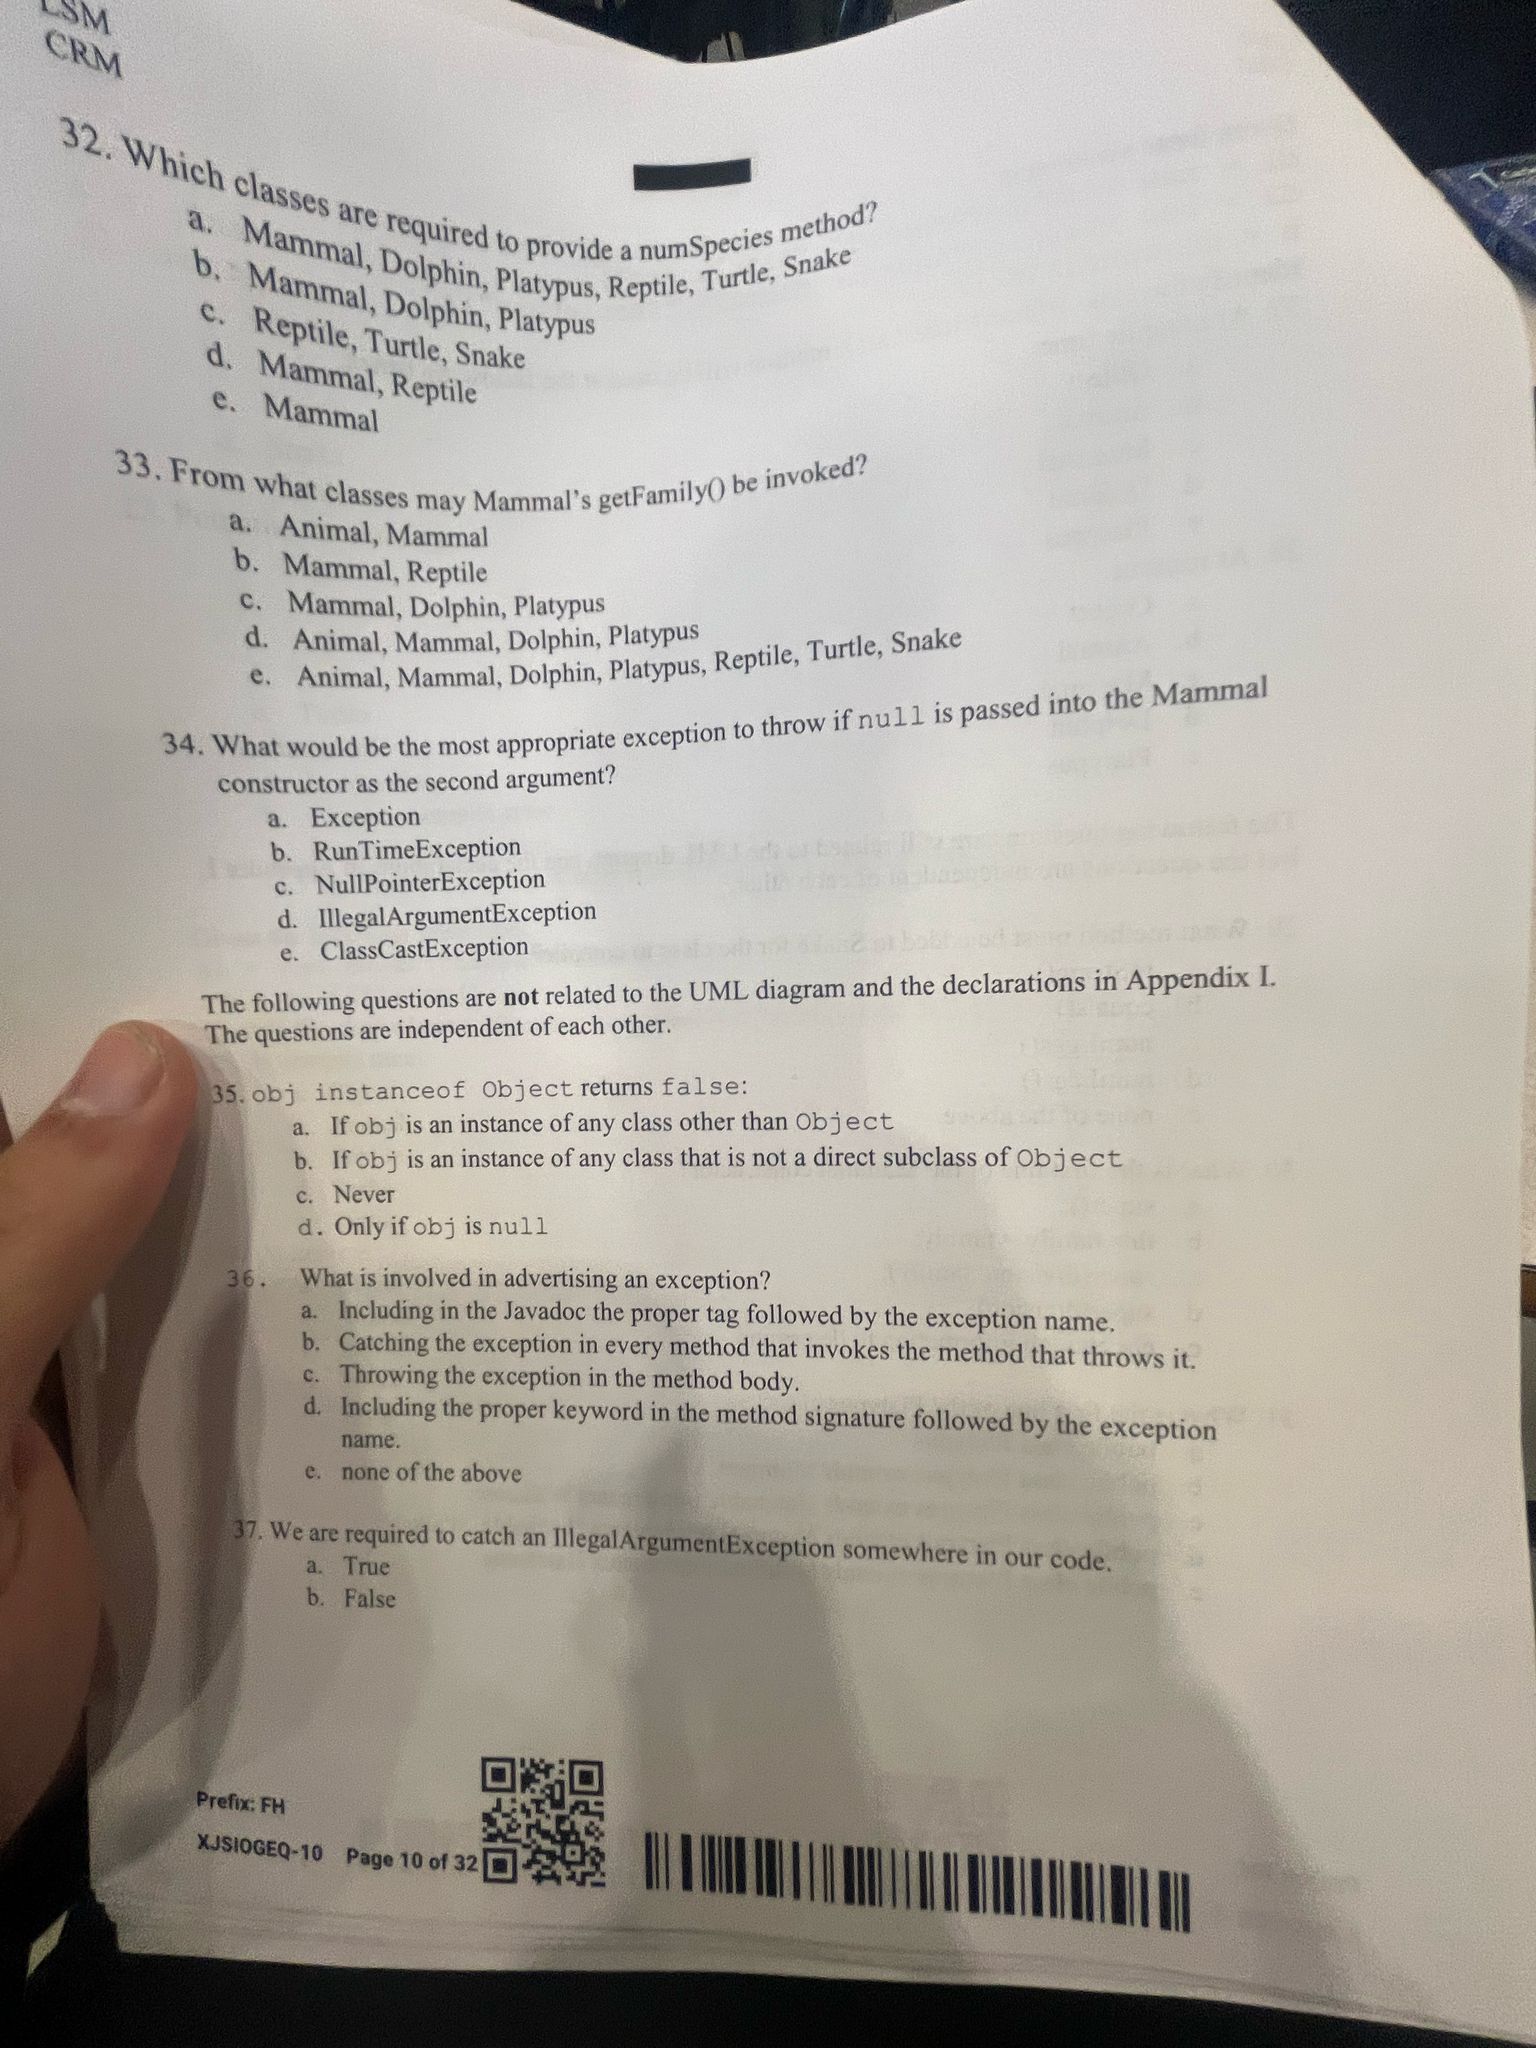 LSM
CRM
32. Which classes are required to provide a numSpecies method?
a. Mammal, Dolphin, Platypus, Reptile, Turtle, Snake
b. Mammal, Dolphin, Platypus
c. Reptile, Turtle, Snake
d. Mammal, Reptile
e. Mammal
33. From what classes may Mammal's getFamily() be invoked?
a. Animal, Mammal
b. Mammal, Reptile
c. Mammal, Dolphin, Platypus
d. Animal, Mammal, Dolphin, Platypus
e. Animal, Mammal, Dolphin, Platypus, Reptile, Turtle, Snake
34. What would be the most appropriate exception to throw if null is passed into the Mammal
constructor as the second argument?
a. Exception
b. RunTimeException
c. NullPointerException
d. IllegalArgumentException
e. ClassCastException
The following questions are not related to the UML diagram and the declarations in Appendix I.
The questions are independent of each other.
35. obj instanceof Object returns false:
a. If obj is an instance of any class other than Object
b. If obj is an instance of any class that is not a direct subclass of Object
c. Never
d. Only if obj is null
36. What is involved in advertising an exception?
a. Including in the Javadoc the proper tag followed by the exception name.
b. Catching the exception in every method that invokes the method that throws it.
c. Throwing the exception in the method body.
d. Including the proper keyword in the method signature followed by the exception
name.
e. none of the above
37. We are required to catch an IllegalArgumentException somewhere in our code.
a. True
b. False
Prefix: FH
XJSIOGEQ-10 Page 10 of 32